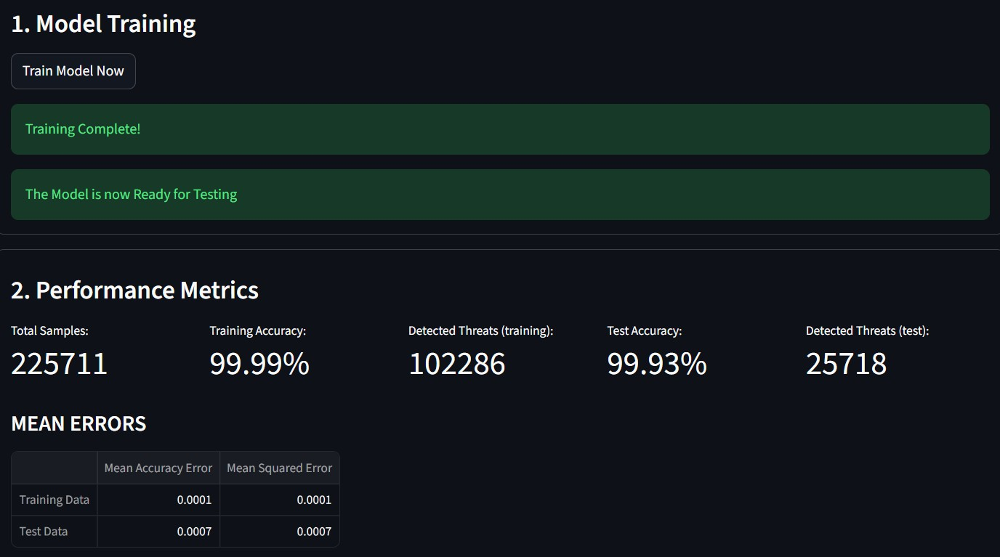 1. Model Training
Train Model Now
Training Complete!
The Model is now Ready for Testing
2. Performance Metrics
Total Samples: Training Accuracy: Detected Threats (training): Test Accuracy: Detected Threats (test):
225711 99.99% 102286 99.93% 25718
MEAN ERRORS
Mean Accuracy Error Mean Squared Error
Training Data 0.0001 0.0001
Test Data 0.0007 0.0007